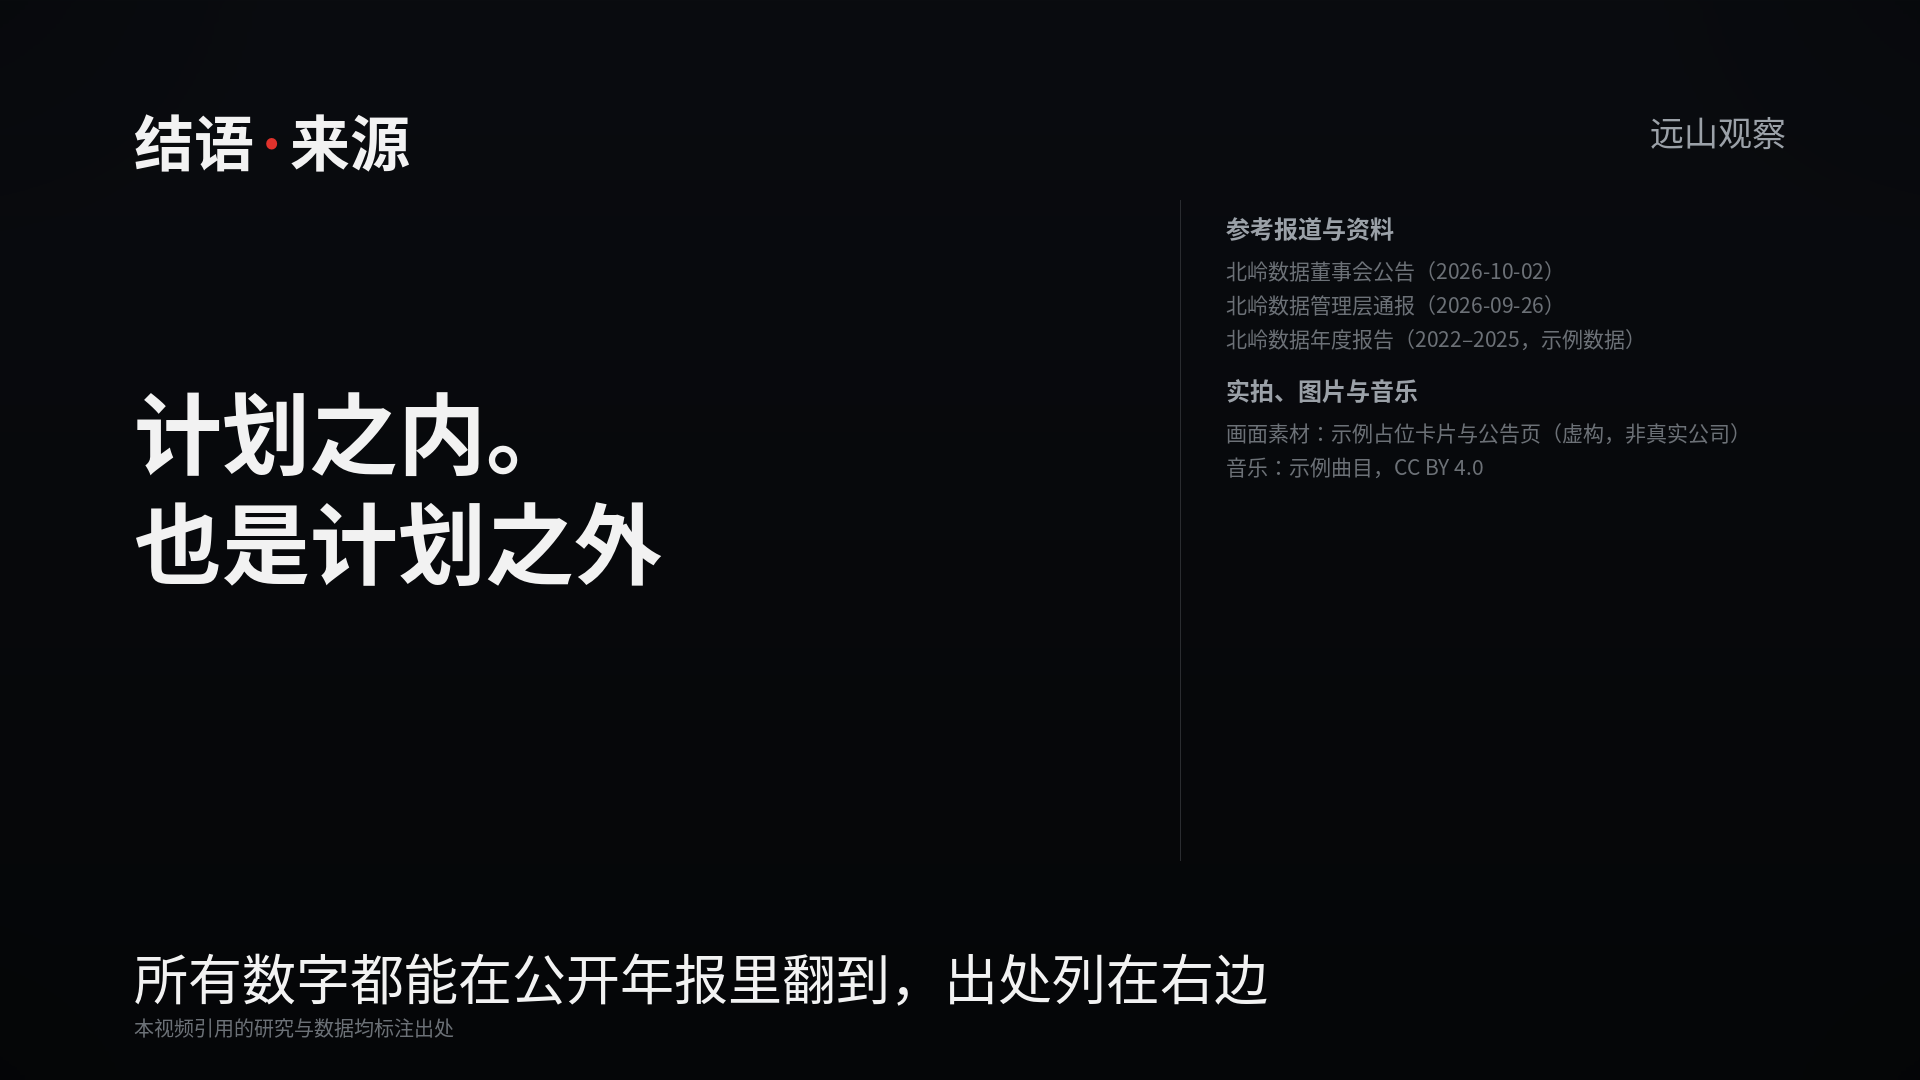 结语·来源
远山观察
计划之内。
也是计划之外
参考报道与资料
北岭数据董事会公告（2026-10-02）
北岭数据管理层通报（2026-09-26）
北岭数据年度报告（2022–2025，示例数据）
实拍、图片与音乐
画面素材：示例占位卡片与公告页（虚构，非真实公司）
音乐：示例曲目，CC BY 4.0
所有数字都能在公开年报里翻到，出处列在右边
本视频引用的研究与数据均标注出处